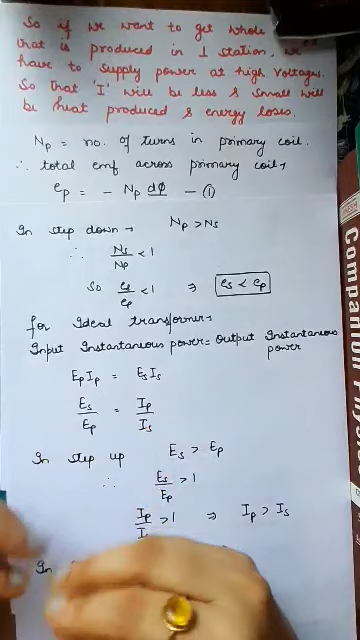 So if we want to get whole
that is produced in 1 station, we'll
have to supply power at high voltages.
So that 'I' will be less & small will
be heat produced & energy loses.
Np = no. of turns in primary coil.
∴ total emf across primary coil→
ep = - Np dφ — ①
In step down → Np > Ns
∴ Ns/Np < 1
So es/ep < 1 ⇒ es < ep
for Ideal transformer→
Input Instantaneous power = Output Instantaneous
power
EpIp = EsIs
Es/Ep = Ip/Is
In step up Es > Ep
∴ Es/Ep > 1
Ip/I > 1 ⇒ Ip > Is
In
Companion Physics